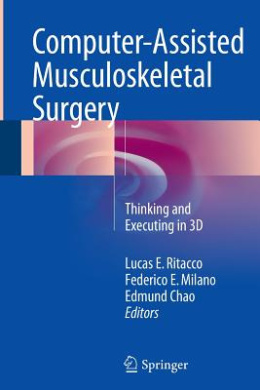 Computer-Assisted
Musculoskeletal
Surgery
Thinking and
Executing in 3D
Lucas E. Ritacco
Federico E. Milano
Edmund Chao
Editors
Springer